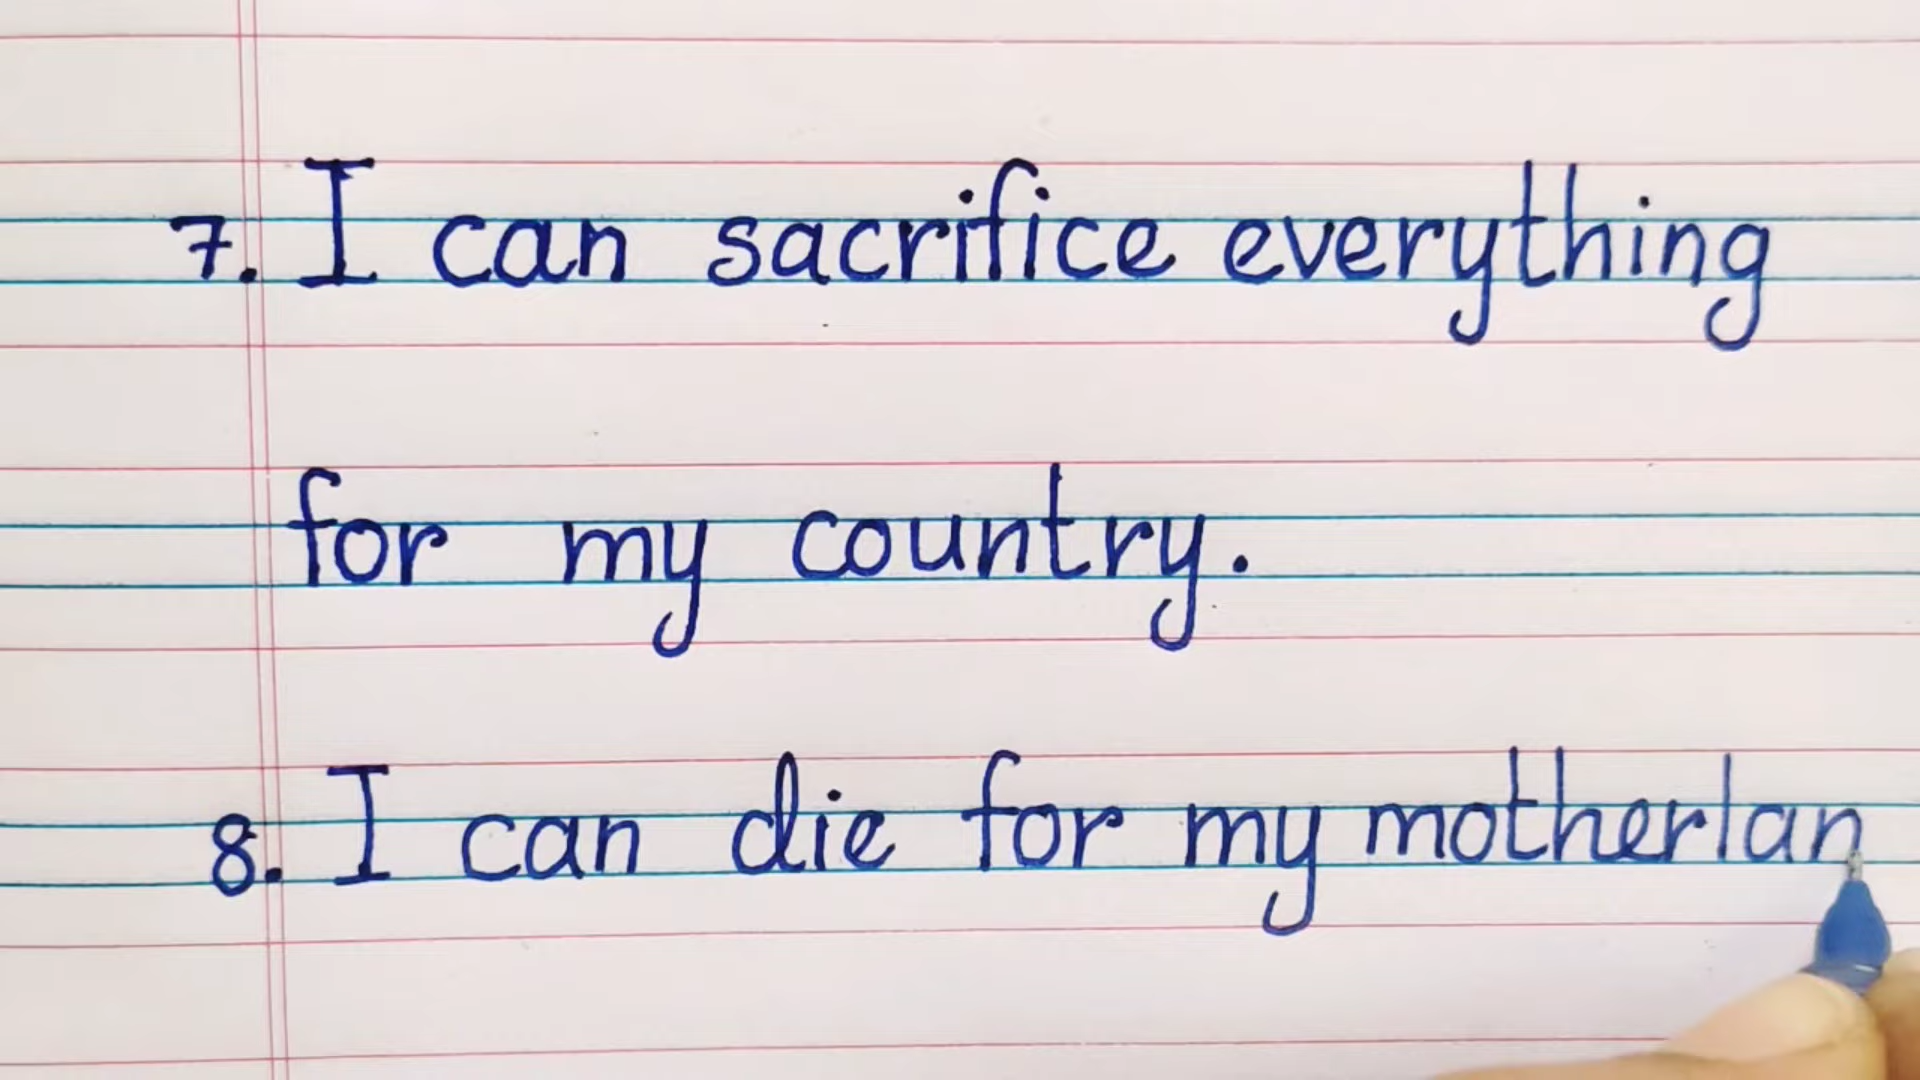 7. I can sacrifice everything
for my country.
8. I can die for my motherlan